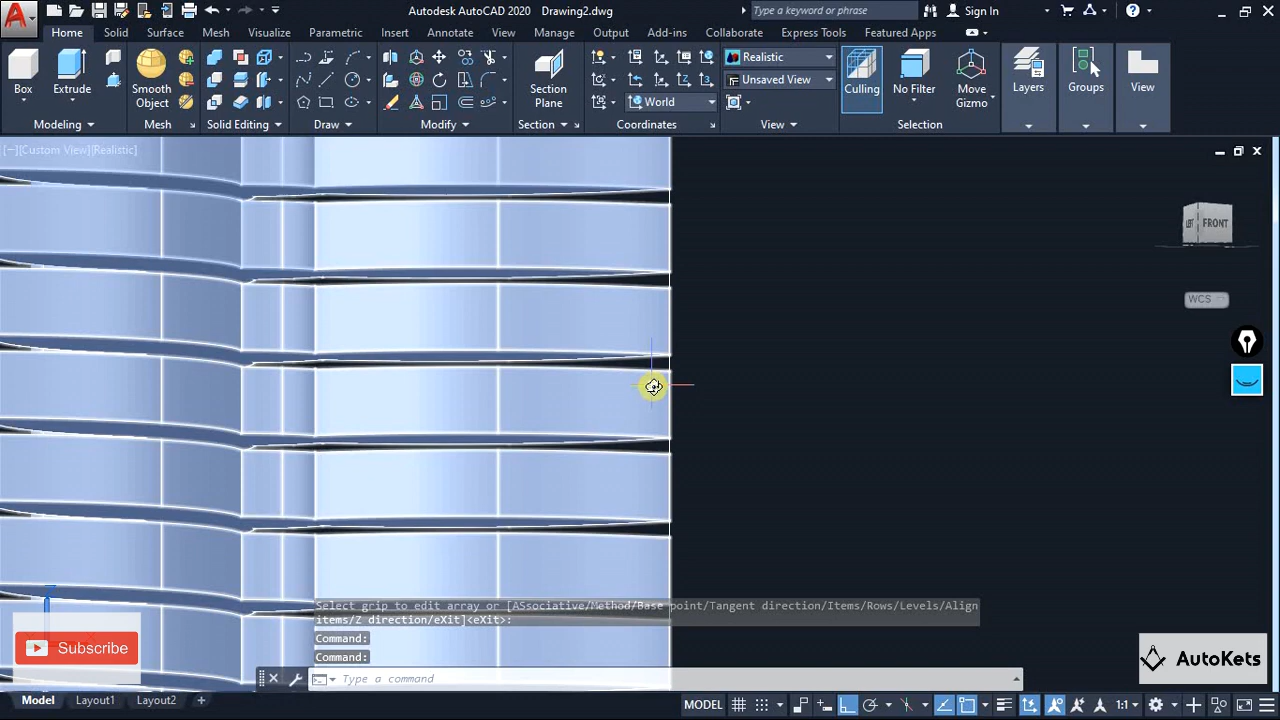 Autodesk AutoCAD 2020 Drawing2.dwg
Type a keyword or phrase
Sign In
Home Solid Surface Mesh Visualize Parametric Insert Annotate View Manage Output Add-ins Collaborate Express Tools Featured Apps
Realistic
Unsaved View
World
Box Extrude Smooth Object Section Plane Culling No Filter Move Gizmo Layers Groups View
Modeling Mesh Solid Editing Draw Modify Section Coordinates View Selection
[−][Custom View][Realistic]
LEFT FRONT
WCS
Select grip to edit array or [ASsociative/Method/Base point/Tangent direction/Items/Rows/Levels/Align
items/Z direction/eXit]<eXit>:
Command:
Command:
Type a command
Subscribe
AutoKets
Model Layout1 Layout2 +
MODEL 1:1